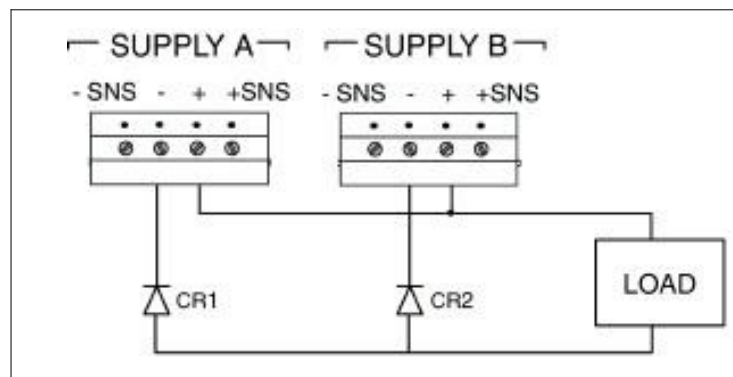 SUPPLY A
SUPPLY B
- SNS - + +SNS
- SNS - + +SNS
CR1
CR2
LOAD